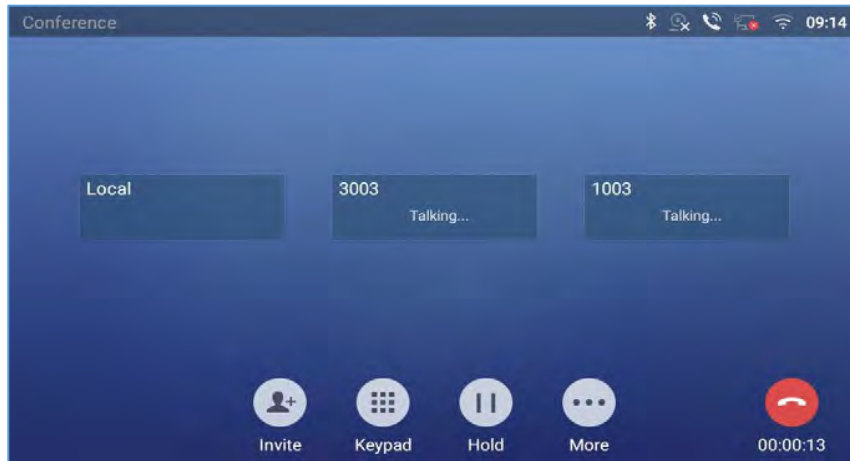 Conference 09:14
Local 3003 1003
Talking... Talking...
Invite Keypad Hold More 00:00:13